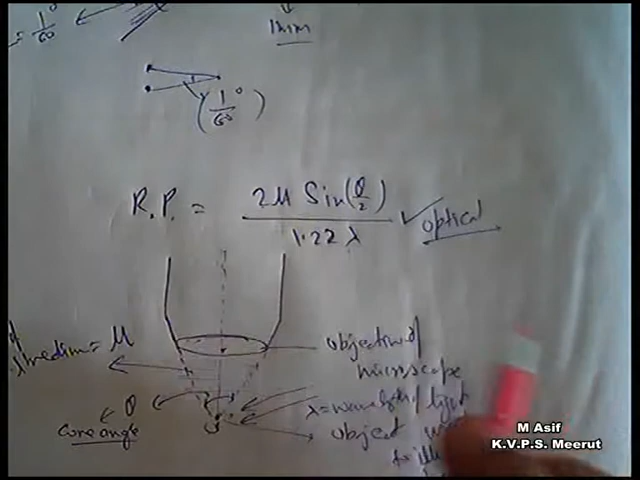 = 1/60°
1mm
(1/60°)
R.P. = 2μ Sin(θ/2) / 1.22 λ ✓ optical
medium = μ
objective of
microscope
λ = wavelength of light
θ
cone angle
object
M Asif
K.V.P.S. Meerut